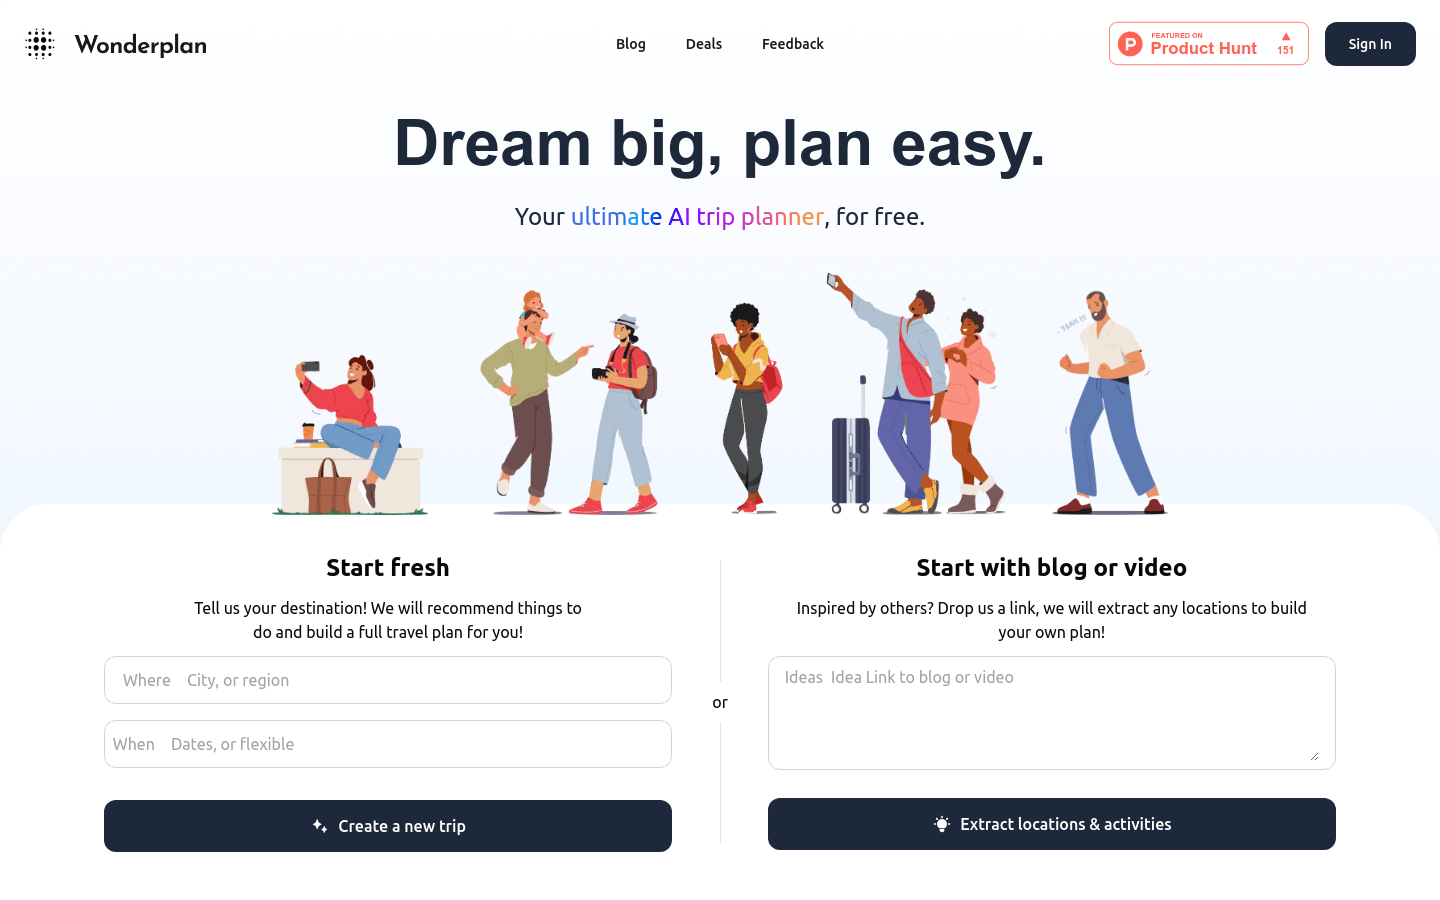 Wonderplan
Blog
Deals
Feedback
FEATURED ON
Product Hunt
151
Sign In
Dream big, plan easy.
Your ultimate AI trip planner, for free.
YEAH !!!
Start fresh
Tell us your destination! We will recommend things to
do and build a full travel plan for you!
Where City, or region
When Dates, or flexible
Create a new trip
or
Start with blog or video
Inspired by others? Drop us a link, we will extract any locations to build
your own plan!
Ideas Idea Link to blog or video
Extract locations & activities